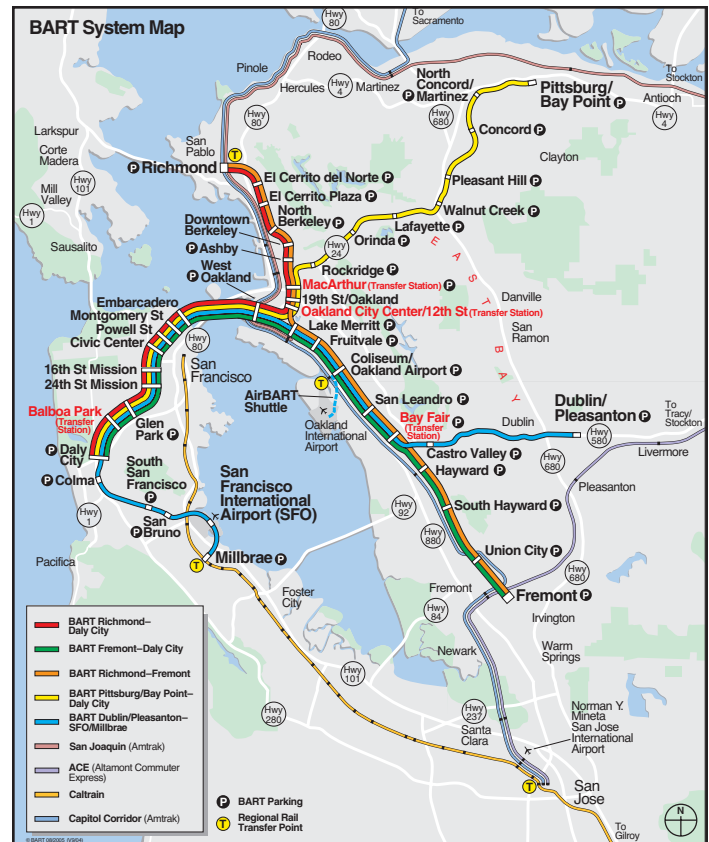 BART System Map
Hwy
80
To
Sacramento
Rodeo
Pinole
Hercules
Hwy
4
Martinez
North
Concord/
Martinez P
Hwy
680
Pittsburg/
Bay Point P
To
Stockton
Antioch
Hwy
4
Larkspur
Corte
Madera
Hwy
101
Mill
Valley
Hwy
1
Sausalito
San
Pablo
Hwy
80
T
P Richmond
El Cerrito del Norte P
El Cerrito Plaza P
North
Berkeley P
Downtown
Berkeley
P Ashby
West
Oakland
Concord P
Clayton
Pleasant Hill P
Walnut Creek P
Lafayette P
Orinda P
Hwy
24
Rockridge P
MacArthur (Transfer Station) P
19th St/Oakland
Oakland City Center/12th St (Transfer Station)
EAST BAY
Danville
San
Ramon
Embarcadero
Montgomery St
Powell St
Civic Center
16th St Mission
24th St Mission
Hwy
80
San
Francisco
Lake Merritt P
Fruitvale P
Coliseum/
Oakland Airport P
T
AirBART
Shuttle
Oakland
International
Airport
San Leandro P
Bay Fair P
(Transfer
Station)
Dublin
Dublin/
Pleasanton P
Hwy
580
To
Tracy/
Stockton
Livermore
Hwy
680
Pleasanton
Castro Valley P
Hayward P
Balboa Park
(Transfer
Station)
Glen
Park P
P Daly
City
P Colma
South
San
Francisco
P
San
P Bruno
San
Francisco
International
Airport (SFO)
Hwy
1
Pacifica
T
Millbrae P
Hwy
92
Hwy
880
South Hayward P
Union City P
Hwy
680
Fremont
Fremont P
Hwy
84
Irvington
Newark
Warm
Springs
Foster
City
Hwy
101
Hwy
280
Hwy
237
Santa
Clara
Norman Y.
Mineta
San Jose
International
Airport
T
San
Jose
To
Gilroy
N
BART Richmond–
Daly City
BART Fremont–Daly City
BART Richmond–Fremont
BART Pittsburg/Bay Point–
Daly City
BART Dublin/Pleasanton–
SFO/Millbrae
San Joaquin (Amtrak)
ACE (Altamont Commuter
Express)
Caltrain
Capitol Corridor (Amtrak)
P BART Parking
T Regional Rail
Transfer Point